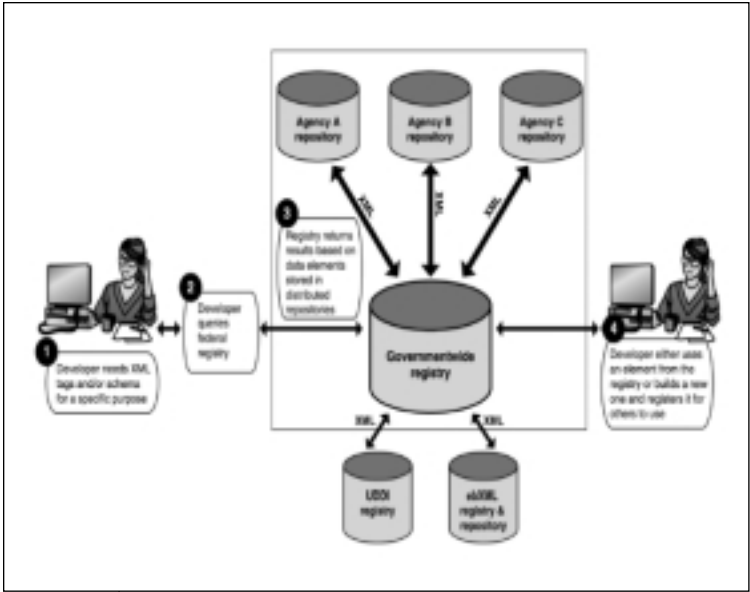 Agency A
repository
Agency B
repository
Agency C
repository
XML
XML
XML
3
Registry returns
results based on
data elements
stored in
distributed
repositories
2
Developer
queries
federal
registry
1
Developer needs XML
tags and/or schema
for a specific purpose
Governmentwide
registry
4
Developer either uses
an element from the
registry or builds a new
one and registers it for
others to use
XML
XML
UDDI
registry
ebXML
registry &
repository